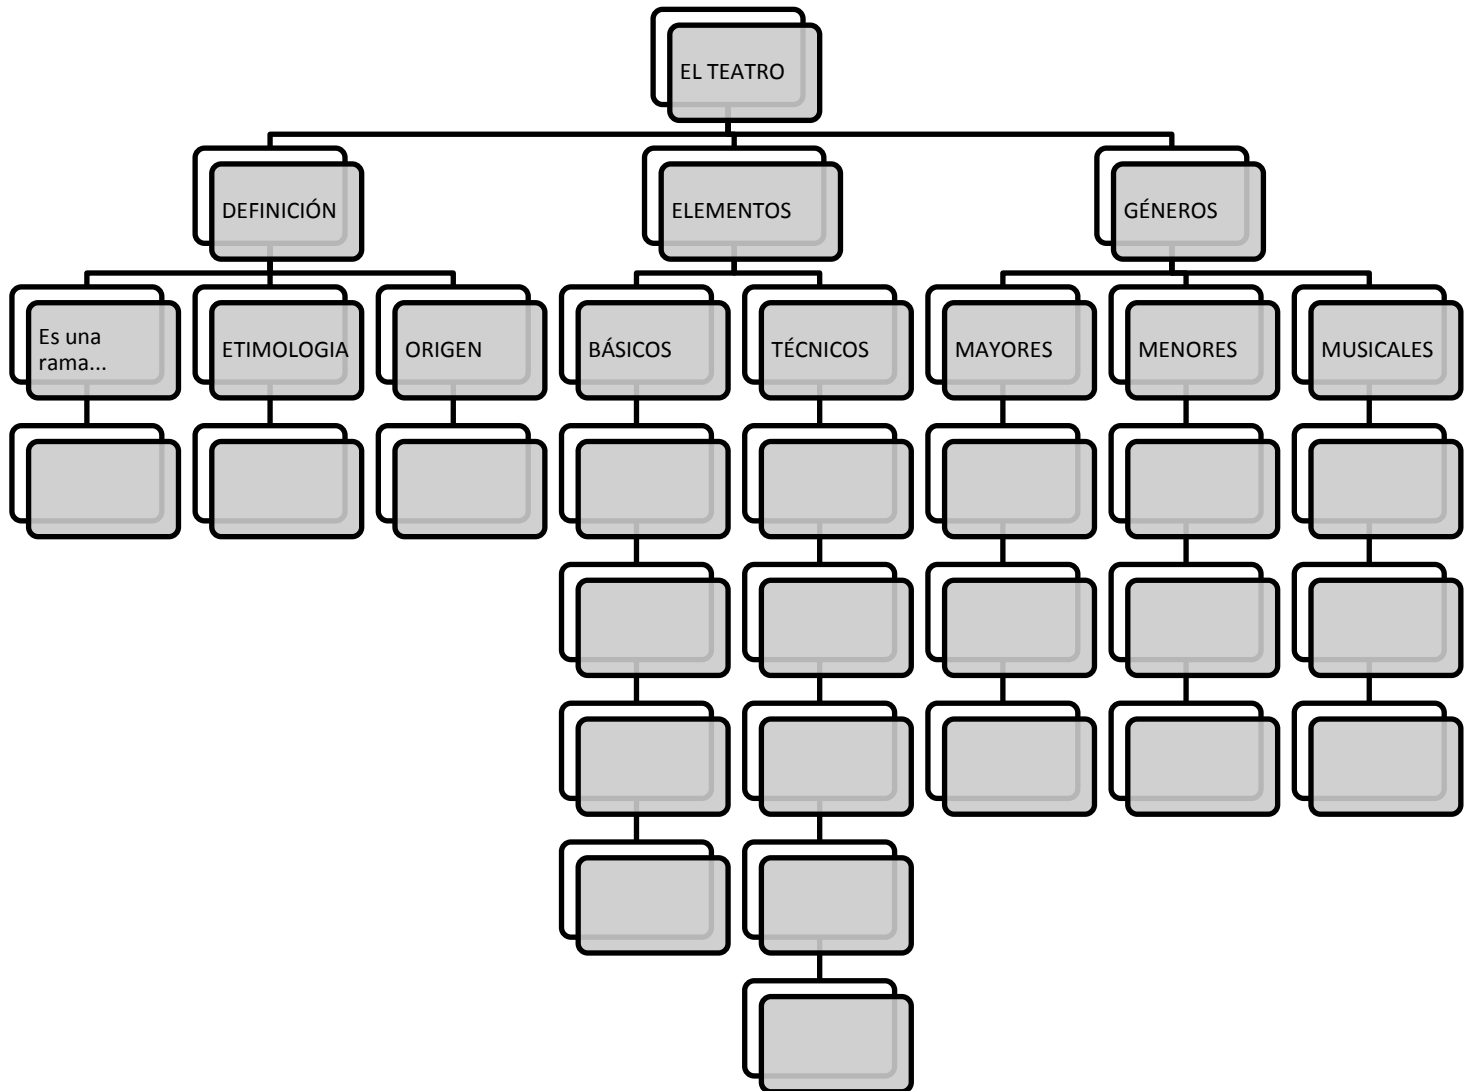 EL TEATRO
DEFINICIÓN
ELEMENTOS
GÉNEROS
Es una
rama...
ETIMOLOGIA
ORIGEN
BÁSICOS
TÉCNICOS
MAYORES
MENORES
MUSICALES